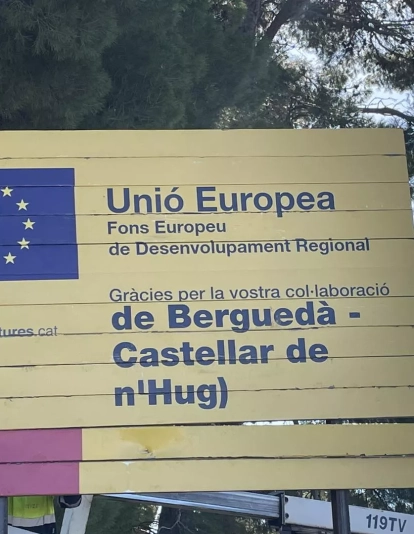 Unió Europea
Fons Europeu
de Desenvolupament Regional
Gràcies per la vostra col·laboració
tures.cat
de Berguedà -
Castellar de
n'Hug)
119TV